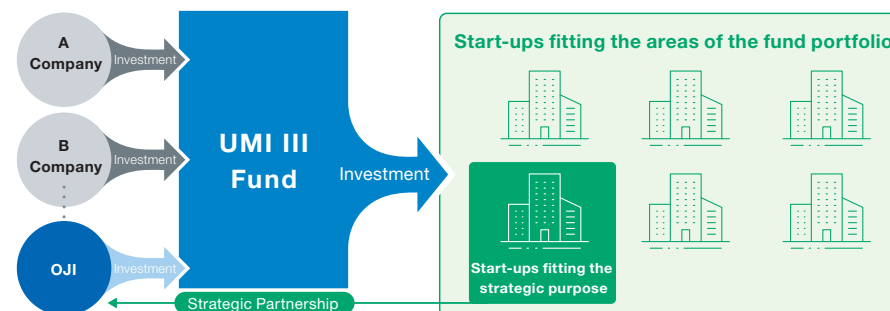 A
Company
Investment
B
Company
Investment
OJI
Investment
UMI III
Fund
Investment
Start-ups fitting the areas of the fund portfolio
Start-ups fitting the
strategic purpose
Strategic Partnership